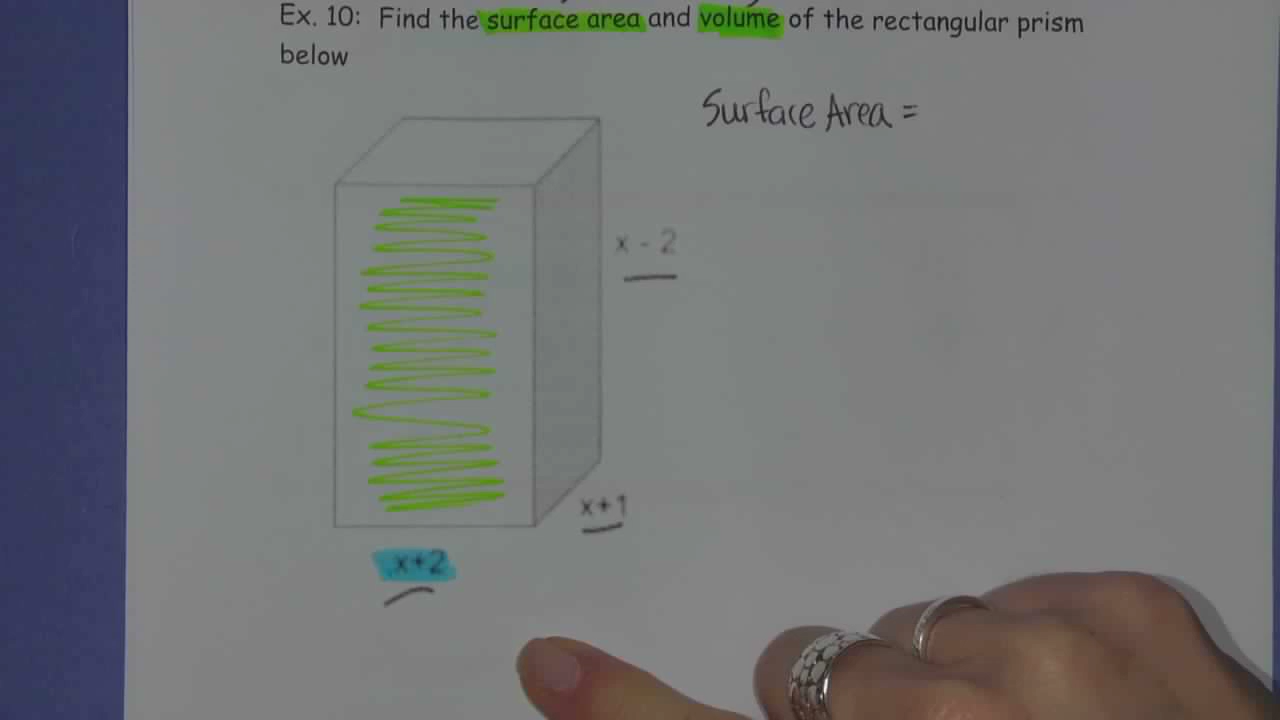 Ex. 10: Find the surface area and volume of the rectangular prism
below
Surface Area =
x - 2
x+1
x+2